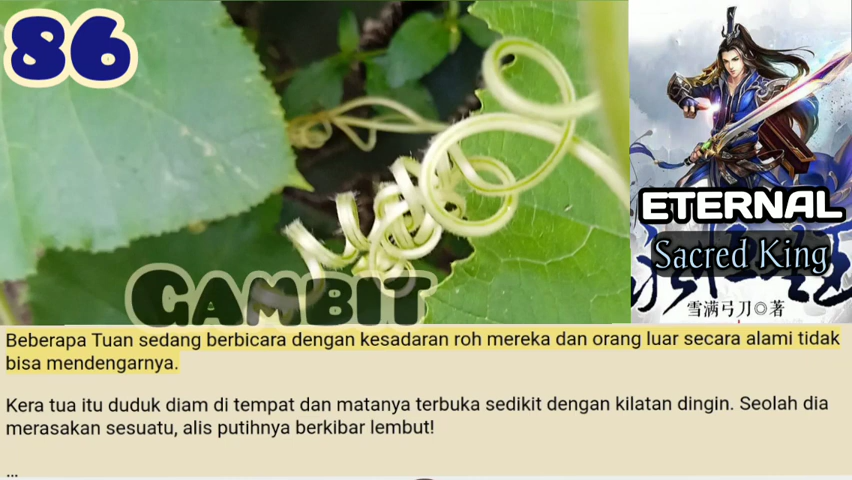 86
GAMBIT
ETERNAL
Sacred King
雪满弓刀◎著
Beberapa Tuan sedang berbicara dengan kesadaran roh mereka dan orang luar secara alami tidak
bisa mendengarnya.
Kera tua itu duduk diam di tempat dan matanya terbuka sedikit dengan kilatan dingin. Seolah dia
merasakan sesuatu, alis putihnya berkibar lembut!
...